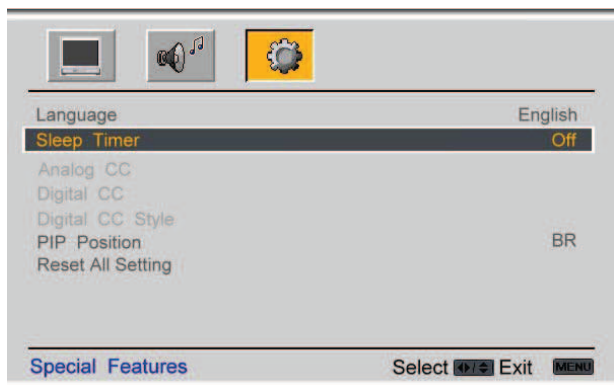 Language English
Sleep Timer Off
Analog CC
Digital CC
Digital CC Style
PIP Position BR
Reset All Setting
Special Features Select Exit MENU